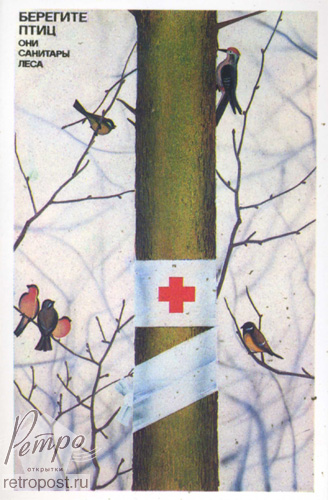 БЕРЕГИТЕ
ПТИЦ
ОНИ
САНИТАРЫ
ЛЕСА
Ретро
открытки
retropost.ru